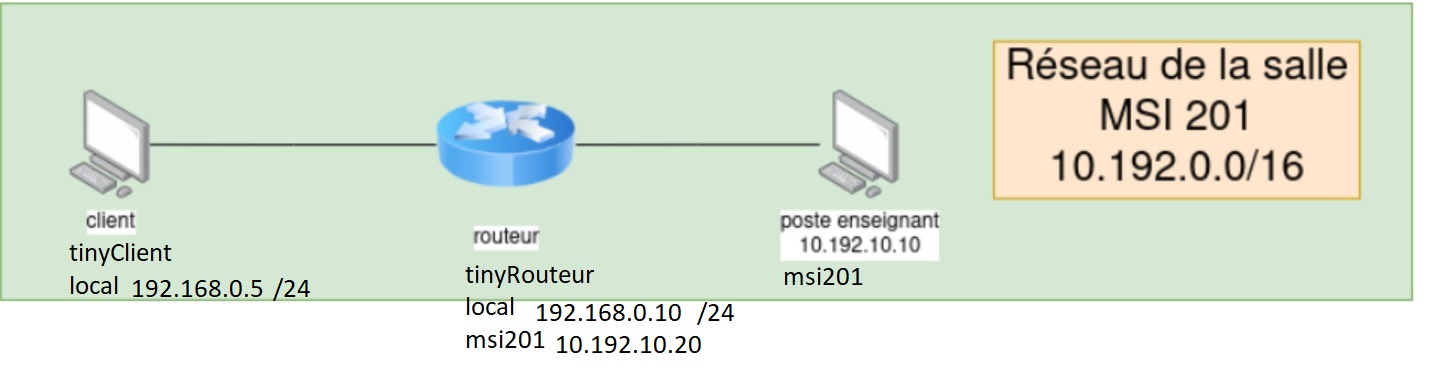 Réseau de la salle
MSI 201
10.192.0.0/16
client
tinyClient
local 192.168.0.5 /24
routeur
tinyRouteur
local 192.168.0.10 /24
msi201 10.192.10.20
poste enseignant
10.192.10.10
msi201